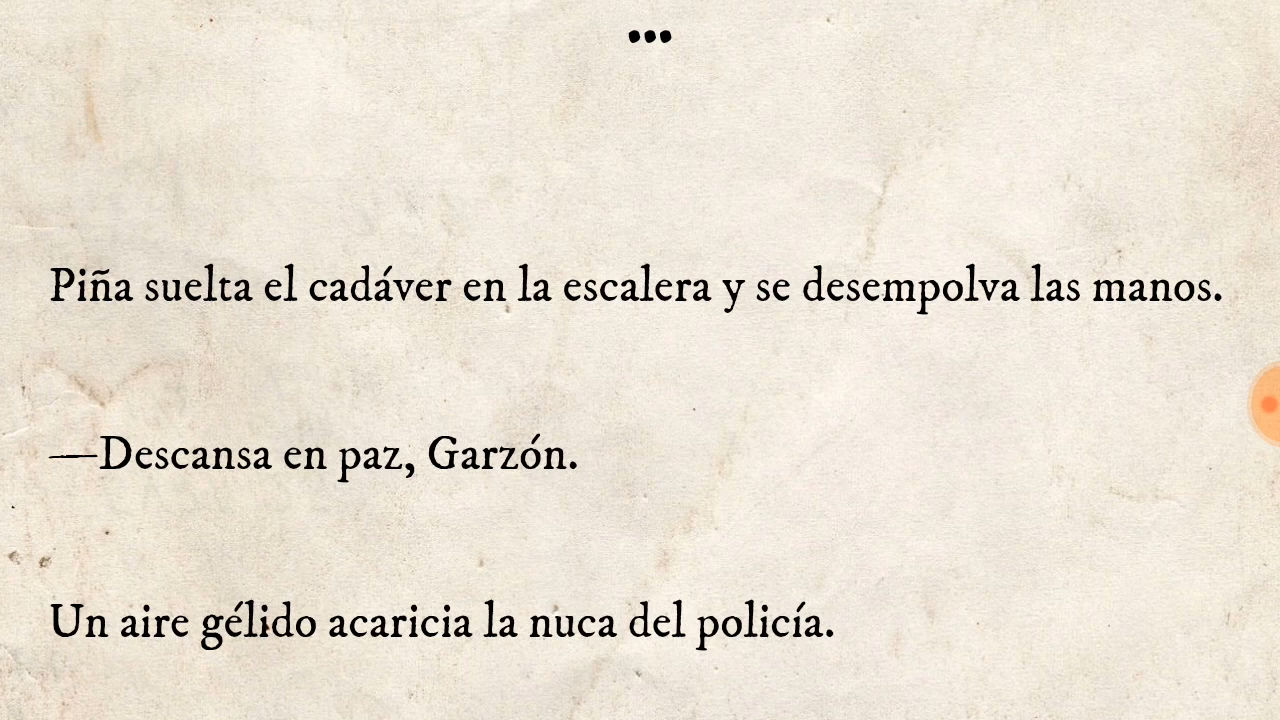 ...
Piña suelta el cadáver en la escalera y se desempolva las manos.
—Descansa en paz, Garzón.
Un aire gélido acaricia la nuca del policía.